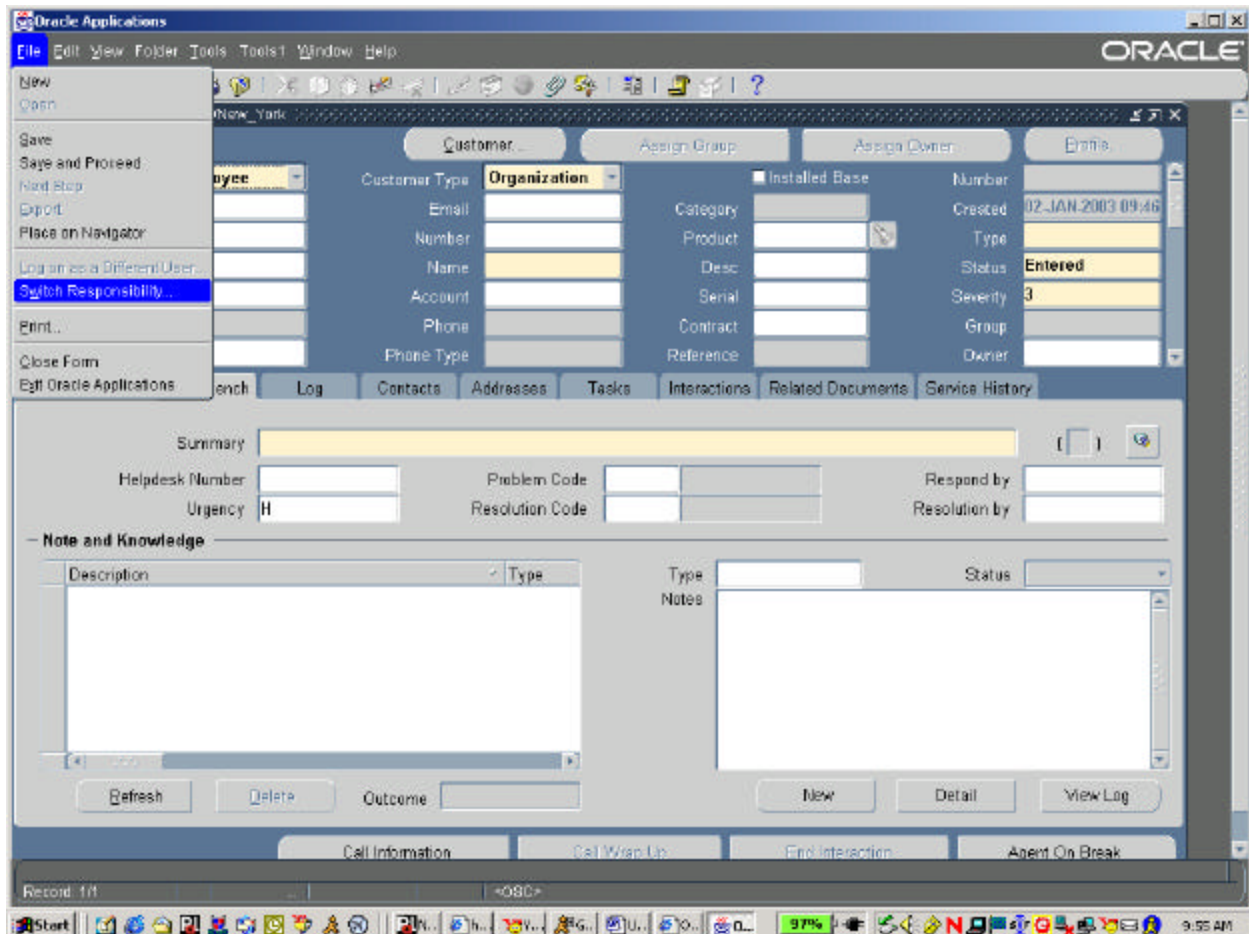 Oracle Applications
File Edit View Folder Tools Tools1 Window Help
ORACLE
New
Open
Save
Save and Proceed
Next Step
Export
Place on Navigator
Log on as a Different User...
Switch Responsibility...
Print...
Close Form
Exit Oracle Applications
/New_York
Customer...
Assign Group
Assign Owner
Profile...
oyee
Customer Type Organization
Installed Base
Number
Email
Category
Created 02-JAN-2003 09:46
Number
Product
Type
Name
Desc
Status Entered
Account
Serial
Severity 3
Phone
Contract
Group
Phone Type
Reference
Owner
ench Log Contacts Addresses Tasks Interactions Related Documents Service History
Summary
[ ]
Helpdesk Number
Problem Code
Respond by
Urgency H
Resolution Code
Resolution by
Note and Knowledge
Description Type
Type
Status
Notes
Refresh
Delete
Outcome
New
Detail
View Log
Call Information
Call Wrap Up
End Interaction
Agent On Break
Record: 1/1 ... <OSC>
Start N.. h.. V... G.. U.. O.. O... 97% N 9:55 AM